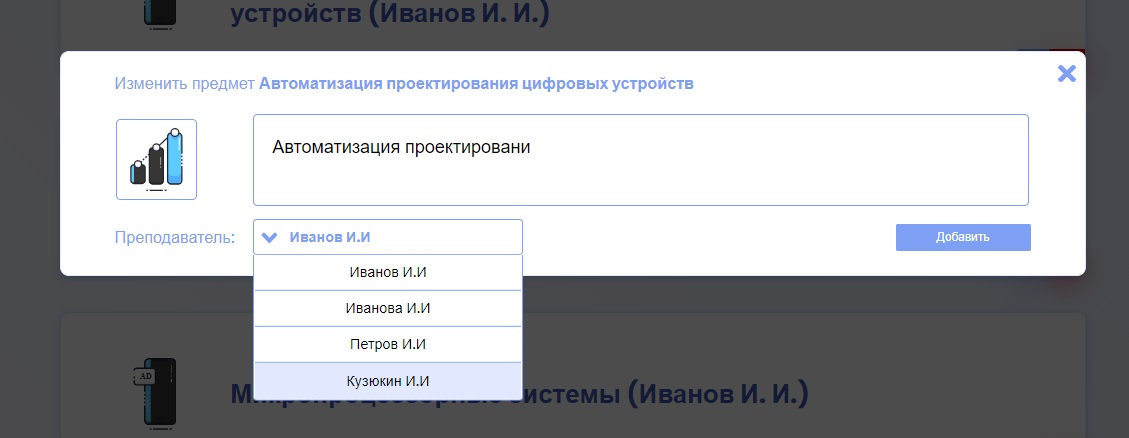 устройств (Иванов И. И.)
Изменить предмет Автоматизация проектирования цифровых устройств
Автоматизация проектировани
Преподаватель:
Иванов И.И
Добавить
Иванов И.И
Иванова И.И
Петров И.И
Кузюкин И.И
AD
Микропроцессорные системы (Иванов И. И.)